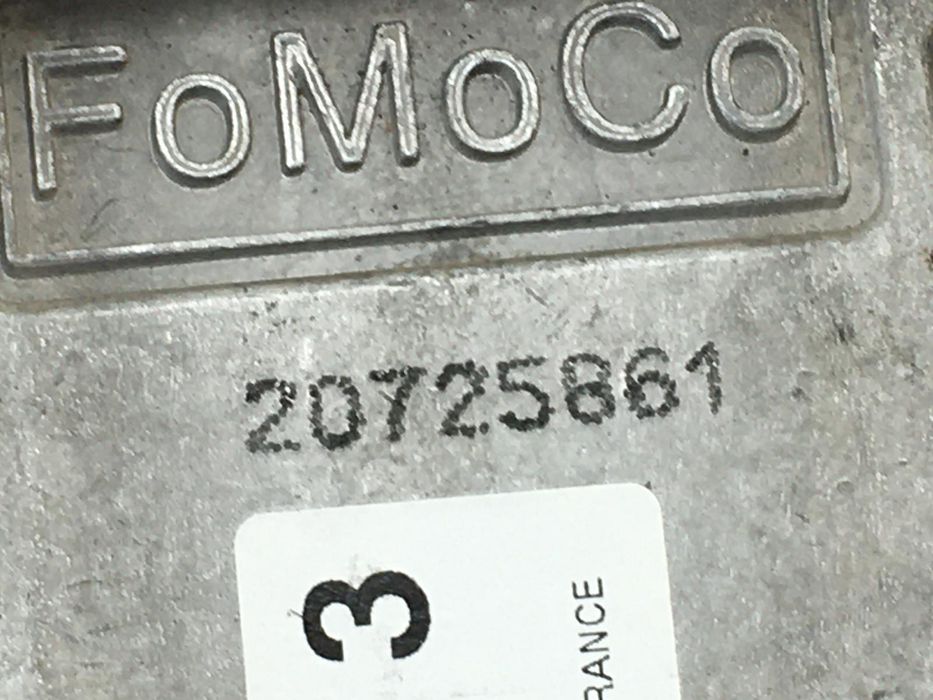 FoMoCo
20725861
3
RANCE